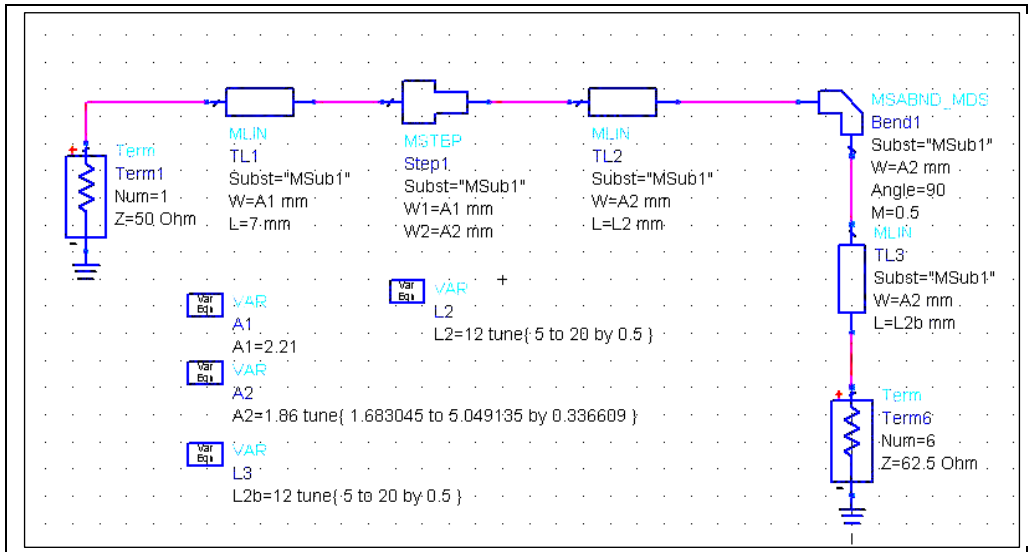 MLIN
TL1
Subst="MSub1"
W=A1 mm
L=7 mm
MSTEP
Step1
Subst="MSub1"
W1=A1 mm
W2=A2 mm
MLIN
TL2
Subst="MSub1"
W=A2 mm
L=L2 mm
MSABND_MDS
Bend1
Subst="MSub1"
W=A2 mm
Angle=90
M=0.5
+
Term
Term1
Num=1
Z=50 Ohm
-
MLIN
TL3
Subst="MSub1"
W=A2 mm
L=L2b mm
Var
Eqn
VAR
A1
A1=2.21
Var
Eqn
VAR
L2
L2=12 tune{ 5 to 20 by 0.5 }
Var
Eqn
VAR
A2
A2=1.86 tune{ 1.683045 to 5.049135 by 0.336609 }
Var
Eqn
VAR
L3
L2b=12 tune{ 5 to 20 by 0.5 }
+
Term
Term6
Num=6
Z=62.5 Ohm
-